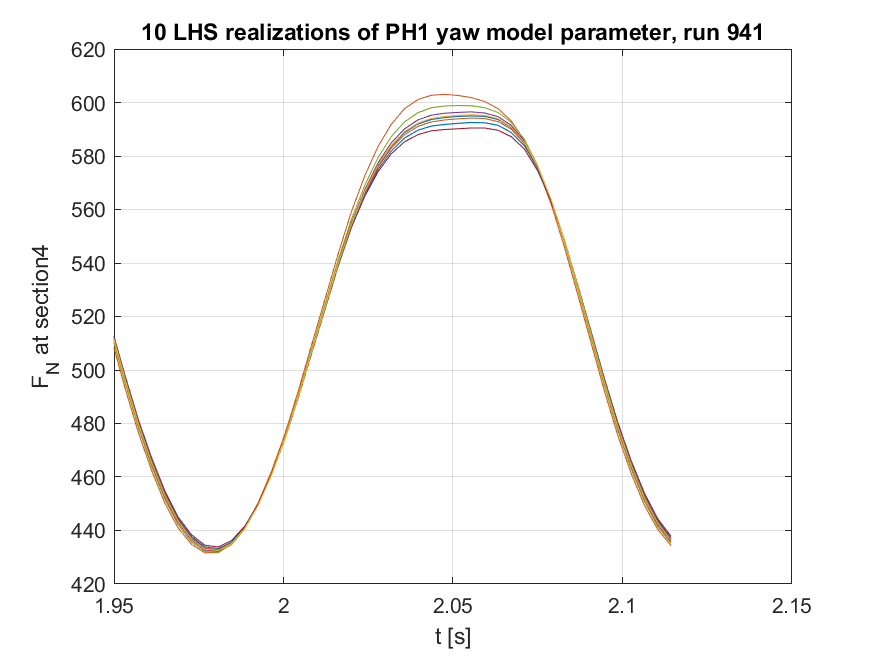 10 LHS realizations of PH1 yaw model parameter, run 941
620
600
580
560
540
520
500
480
460
440
420
F_N at section4
1.95 2 2.05 2.1 2.15
t [s]